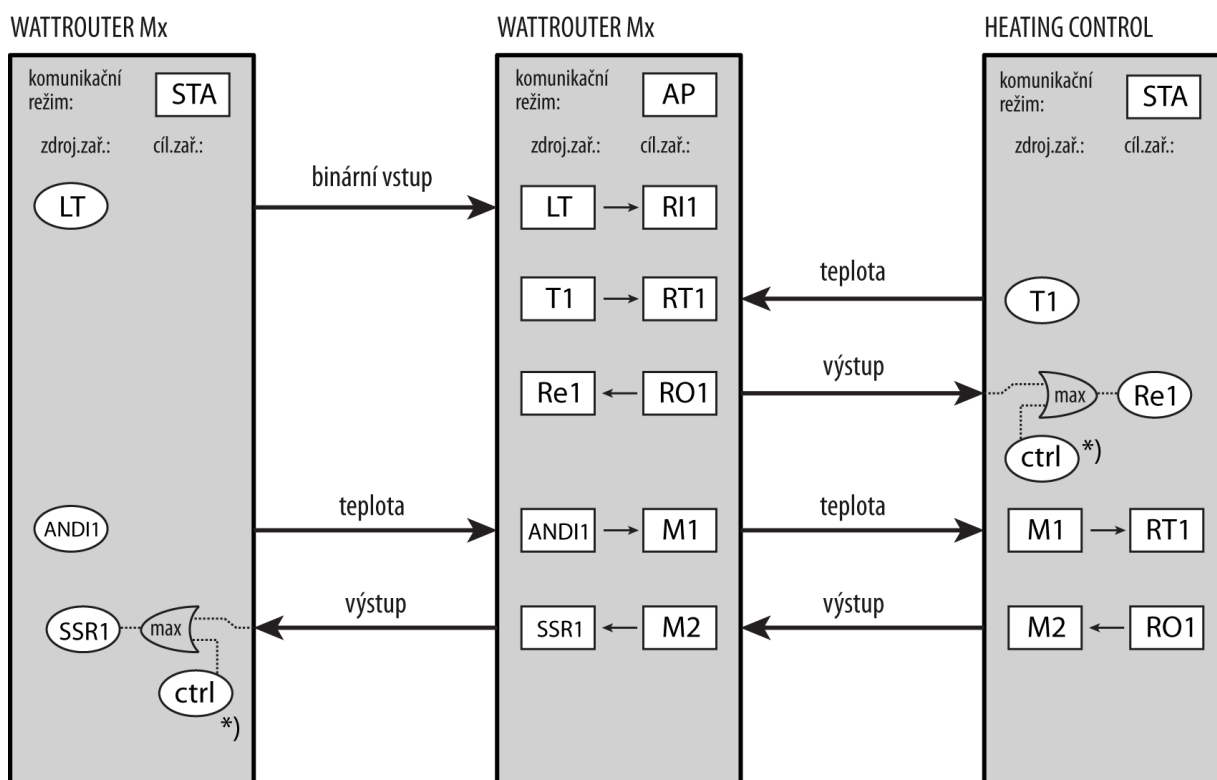 WATTROUTER Mx
WATTROUTER Mx
HEATING CONTROL
komunikační
režim:
STA
zdroj.zař.:
cíl.zař.:
komunikační
režim:
AP
zdroj.zař.:
cíl.zař.:
komunikační
režim:
STA
zdroj.zař.:
cíl.zař.:
LT
binární vstup
LT
RI1
T1
RT1
teplota
T1
Re1
RO1
výstup
max
Re1
ctrl
*)
ANDI1
teplota
ANDI1
M1
teplota
M1
RT1
SSR1
max
výstup
SSR1
M2
výstup
M2
RO1
ctrl
*)